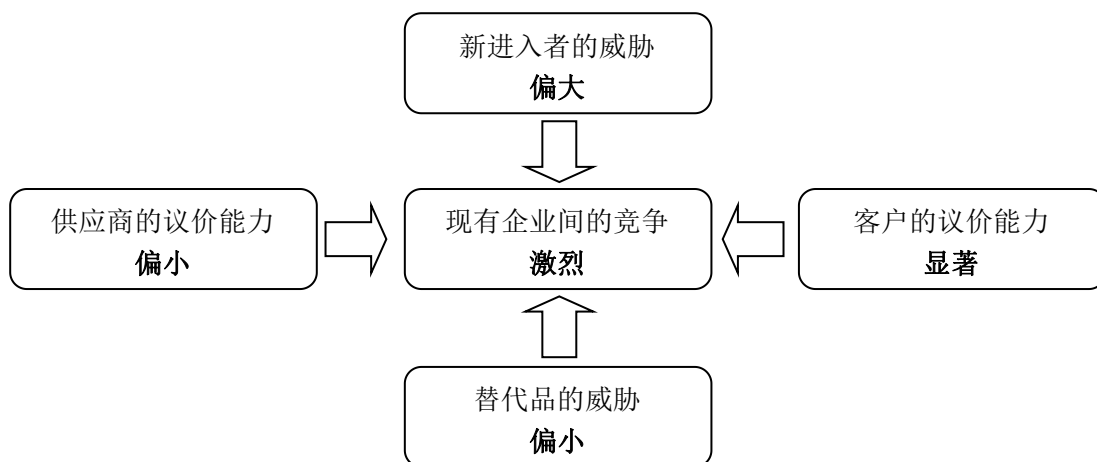 新进入者的威胁
偏大
供应商的议价能力
偏小
现有企业间的竞争
激烈
客户的议价能力
显著
替代品的威胁
偏小